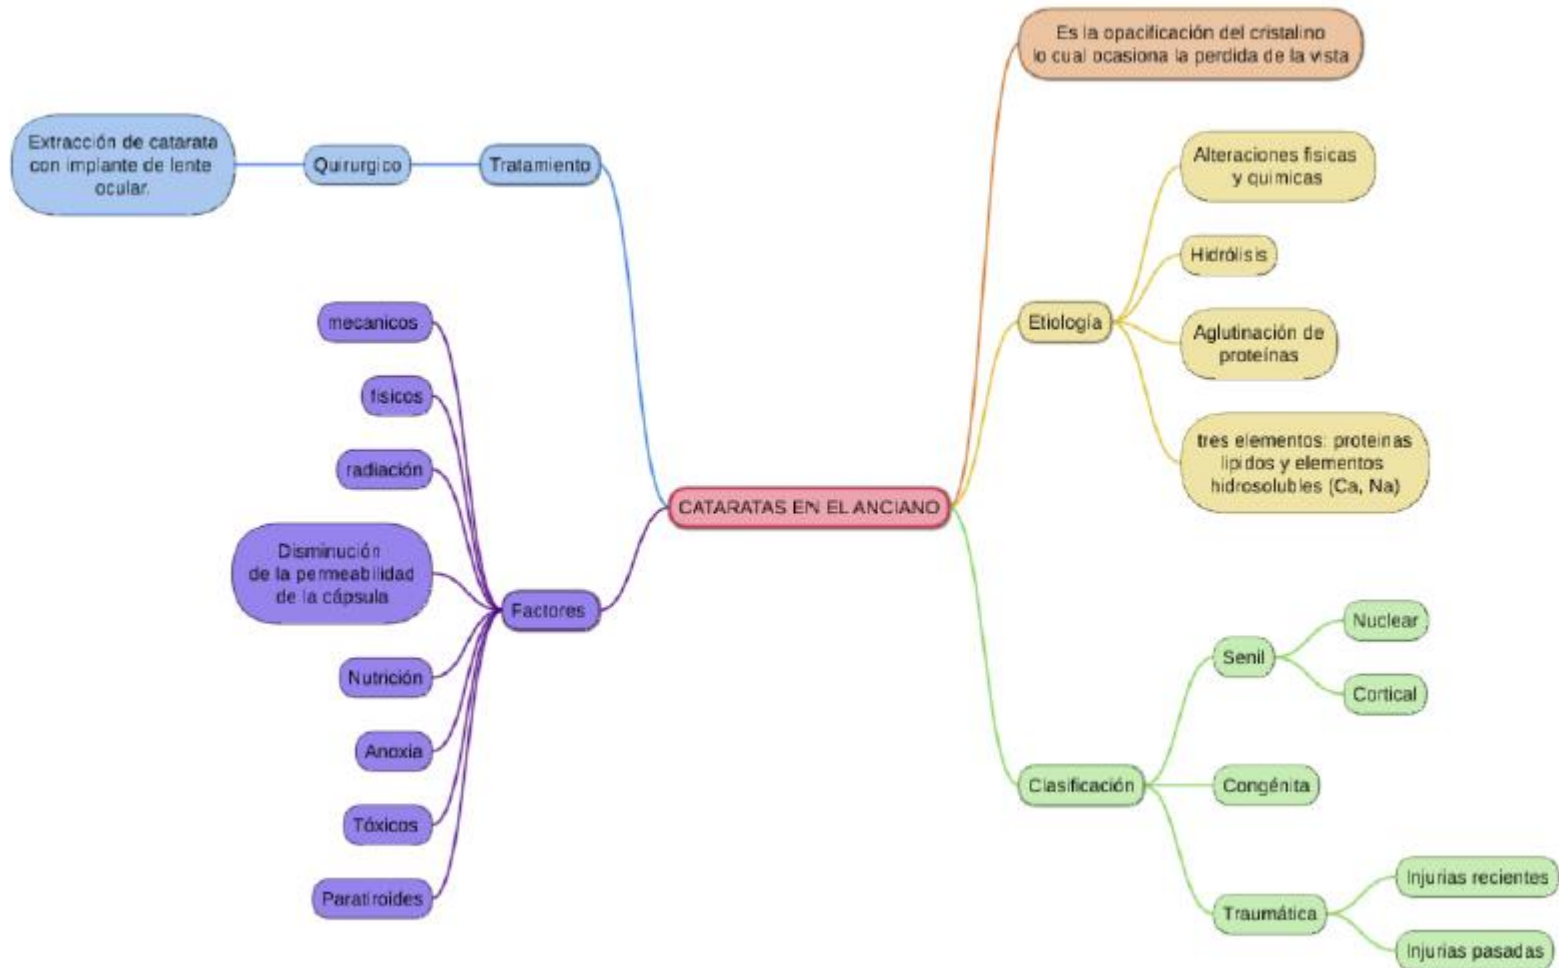 CATARATAS EN EL ANCIANO
Es la opacificación del cristalino
lo cual ocasiona la perdida de la vista
Etiología
Alteraciones fisicas
y quimicas
Hidrólisis
Aglutinación de
proteínas
tres elementos: proteinas
lipidos y elementos
hidrosolubles (Ca, Na)
Clasificación
Senil
Nuclear
Cortical
Congénita
Traumática
Injurias recientes
Injurias pasadas
Tratamiento
Quirurgico
Extracción de catarata
con implante de lente
ocular.
Factores
mecanicos
fisicos
radiación
Disminución
de la permeabilidad
de la cápsula
Nutrición
Anoxia
Tóxicos
Paratiroides